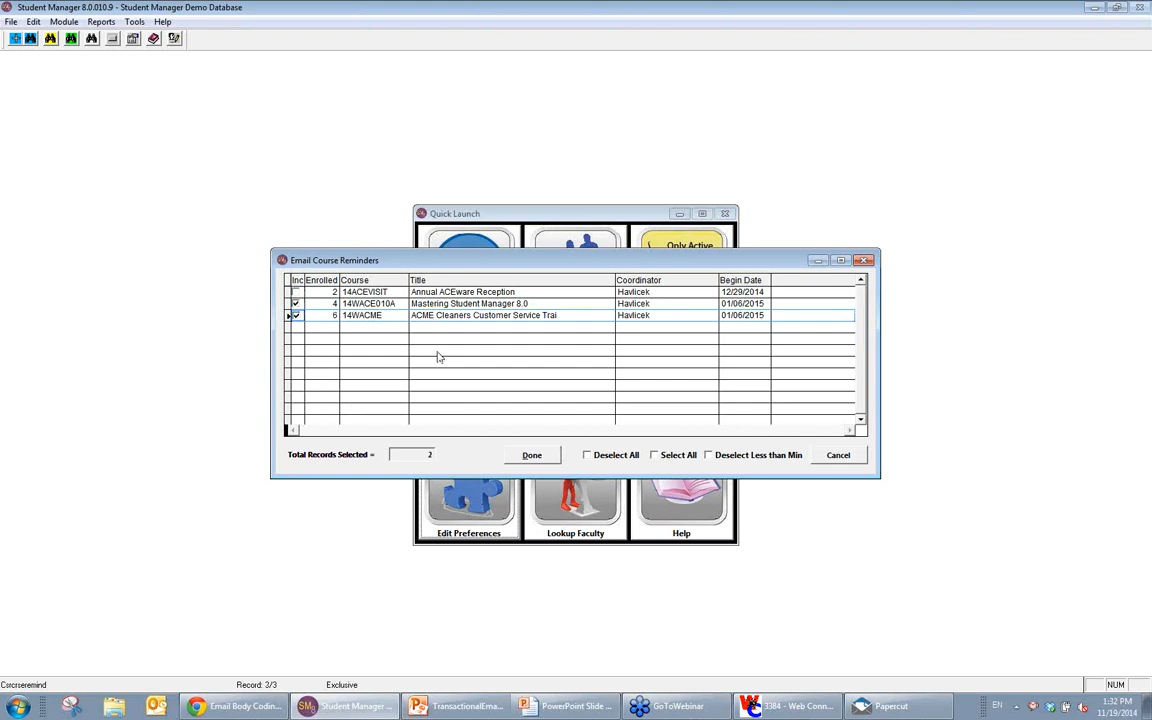 Student Manager 8.0.010.9 - Student Manager Demo Database
File Edit Module Reports Tools Help
Quick Launch
Only Active
Email Course Reminders
Inc Enrolled Course Title Coordinator Begin Date
2 14ACEVISIT Annual ACEware Reception Havlicek 12/29/2014
4 14WACE010A Mastering Student Manager 8.0 Havlicek 01/06/2015
6 14WACME ACME Cleaners Customer Service Trai Havlicek 01/06/2015
Total Records Selected = 2 Done Deselect All Select All Deselect Less than Min Cancel
Edit Preferences Lookup Faculty Help
Csrcrseremind Record: 3/3 Exclusive NUM
Email Body Codin... Student Manager ... TransactionalEma... PowerPoint Slide ... GoToWebinar 3384 - Web Conn... Papercut EN 1:32 PM
11/19/2014